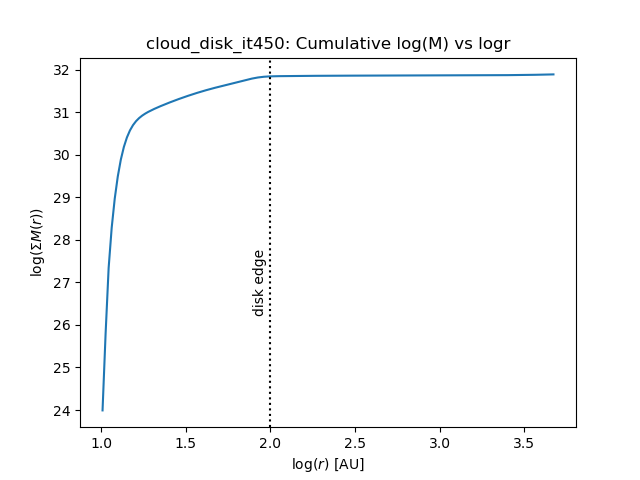 cloud_disk_it450: Cumulative log(M) vs logr
log(ΣM(r))
32
31
30
29
28
27
26
25
24
disk edge
1.0 1.5 2.0 2.5 3.0 3.5
log(r) [AU]